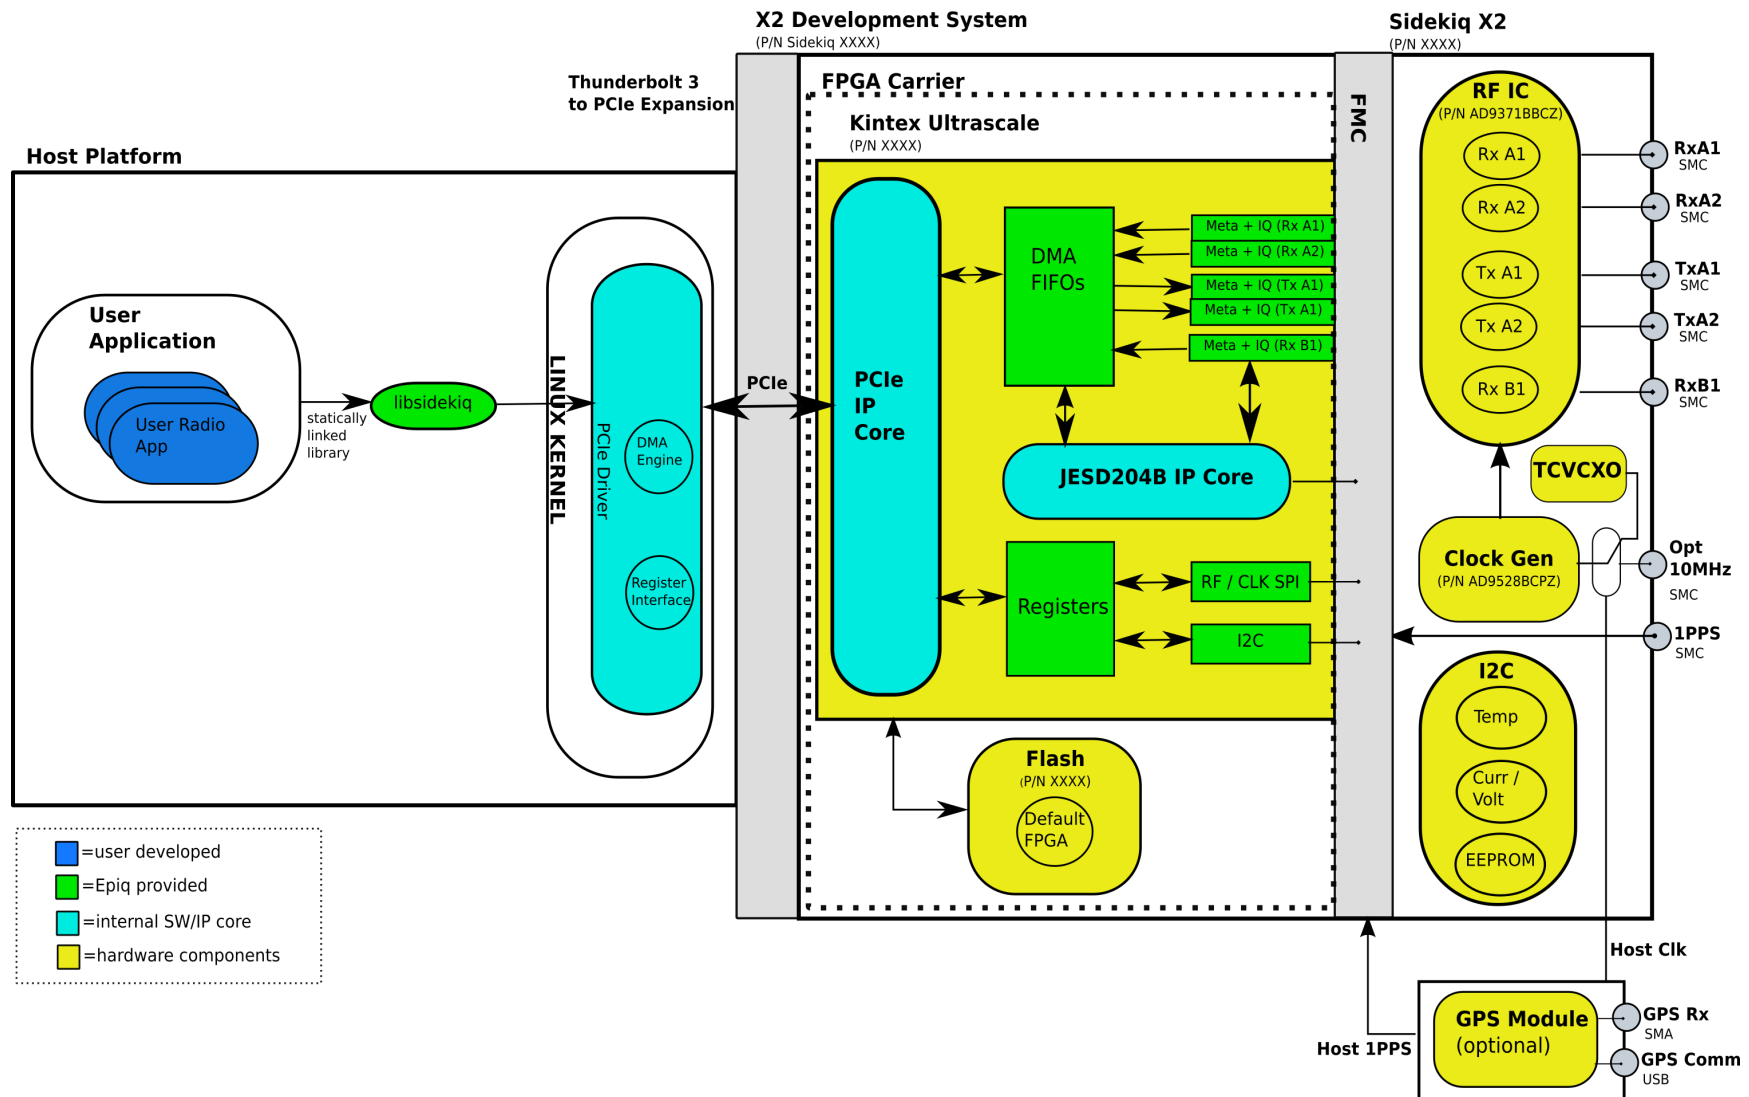 X2 Development System
(P/N Sidekiq XXXX)
Sidekiq X2
(P/N XXXX)
Thunderbolt 3
to PCIe Expansion
FPGA Carrier
Kintex Ultrascale
(P/N XXXX)
FMC
Host Platform
User
Application
User Radio
App
statically
linked
library
libsidekiq
LINUX KERNEL
PCIe Driver
DMA
Engine
Register
Interface
PCIe
PCIe
IP
Core
DMA
FIFOs
Meta + IQ (Rx A1)
Meta + IQ (Rx A2)
Meta + IQ (Tx A1)
Meta + IQ (Tx A1)
Meta + IQ (Rx B1)
JESD204B IP Core
Registers
RF / CLK SPI
I2C
Flash
(P/N XXXX)
Default
FPGA
RF IC
(P/N AD9371BBCZ)
Rx A1
Rx A2
Tx A1
Tx A2
Rx B1
RxA1
SMC
RxA2
SMC
TxA1
SMC
TxA2
SMC
RxB1
SMC
TCVCXO
Clock Gen
(P/N AD9528BCPZ)
Opt
10MHz
SMC
1PPS
SMC
I2C
Temp
Curr /
Volt
EEPROM
Host Clk
Host 1PPS
GPS Module
(optional)
GPS Rx
SMA
GPS Comm
USB
=user developed
=Epiq provided
=internal SW/IP core
=hardware components